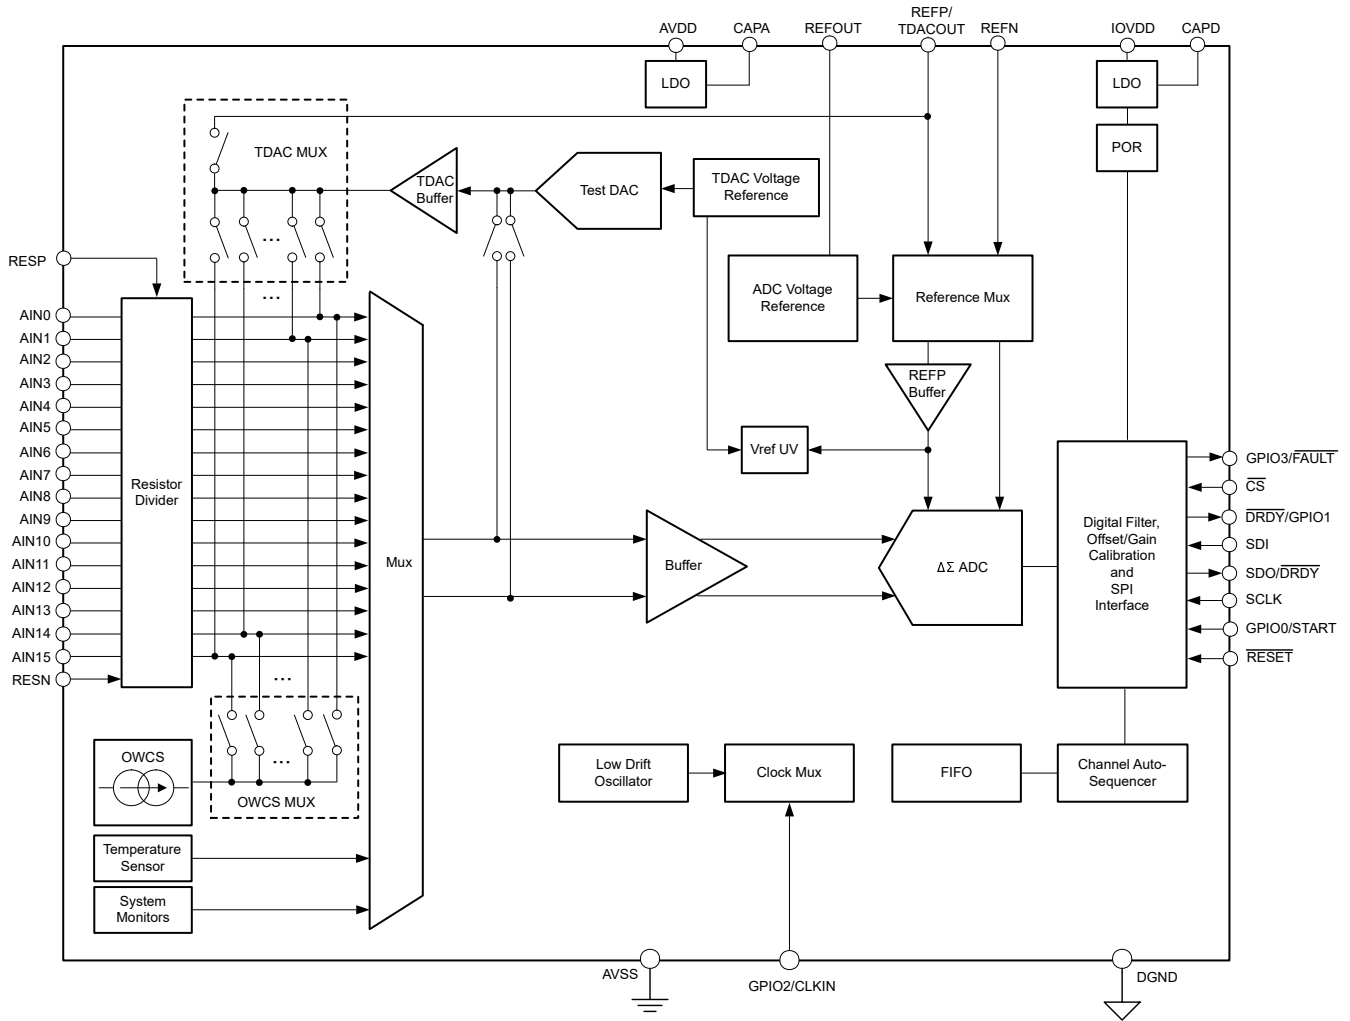 AVDD
CAPA
REFOUT
REFP/
TDACOUT
REFN
IOVDD
CAPD
LDO
LDO
POR
TDAC MUX
TDAC
Buffer
Test DAC
TDAC Voltage
Reference
...
...
RESP
ADC Voltage
Reference
Reference Mux
REFP
Buffer
Vref UV
AIN0
AIN1
AIN2
AIN3
AIN4
AIN5
AIN6
AIN7
AIN8
AIN9
AIN10
AIN11
AIN12
AIN13
AIN14
AIN15
RESN
Resistor
Divider
Mux
Buffer
ΔΣ ADC
Digital Filter,
Offset/Gain
Calibration
and
SPI
Interface
GPIO3/FAULT
CS
DRDY/GPIO1
SDI
SDO/DRDY
SCLK
GPIO0/START
RESET
...
...
OWCS
OWCS MUX
Temperature
Sensor
System
Monitors
Low Drift
Oscillator
Clock Mux
FIFO
Channel Auto-
Sequencer
AVSS
GPIO2/CLKIN
DGND